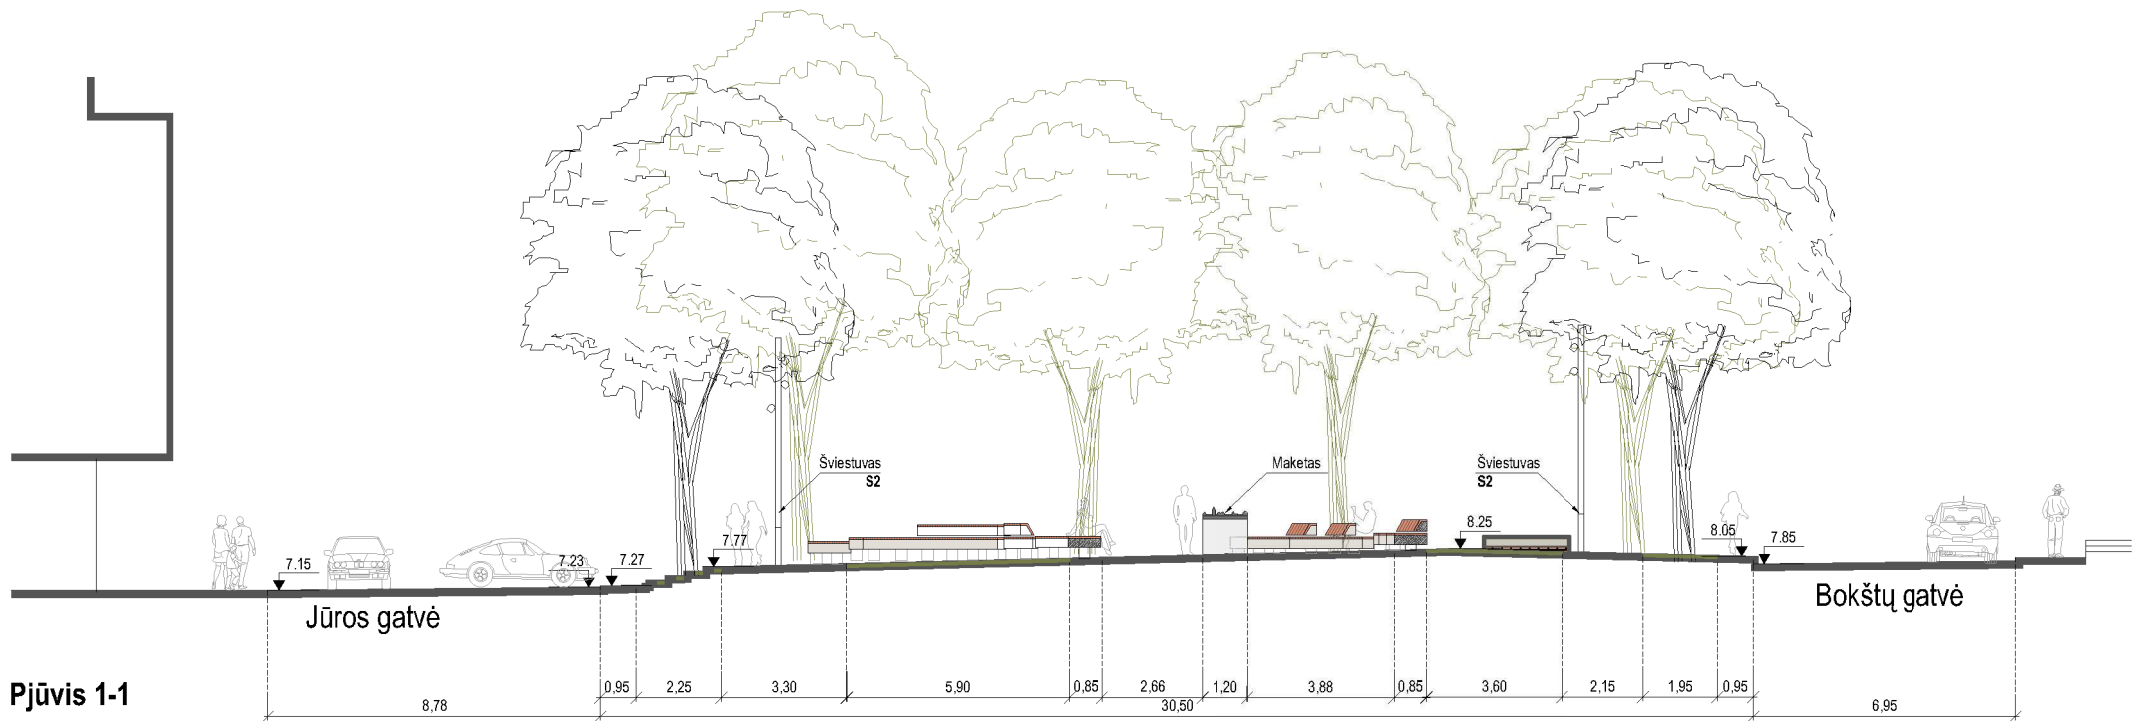 Šviestuvas
S2
Maketas
Šviestuvas
S2
8.25
7.77
8.05
7.85
7.15
7.23
7.27
Jūros gatvė
Bokštų gatvė
Pjūvis 1-1
0,95 2,25 3,30 5,90 0,85 2,66 1,20 3,88 0,85 3,60 2,15 1,95 0,95
8,78 30,50 6,95